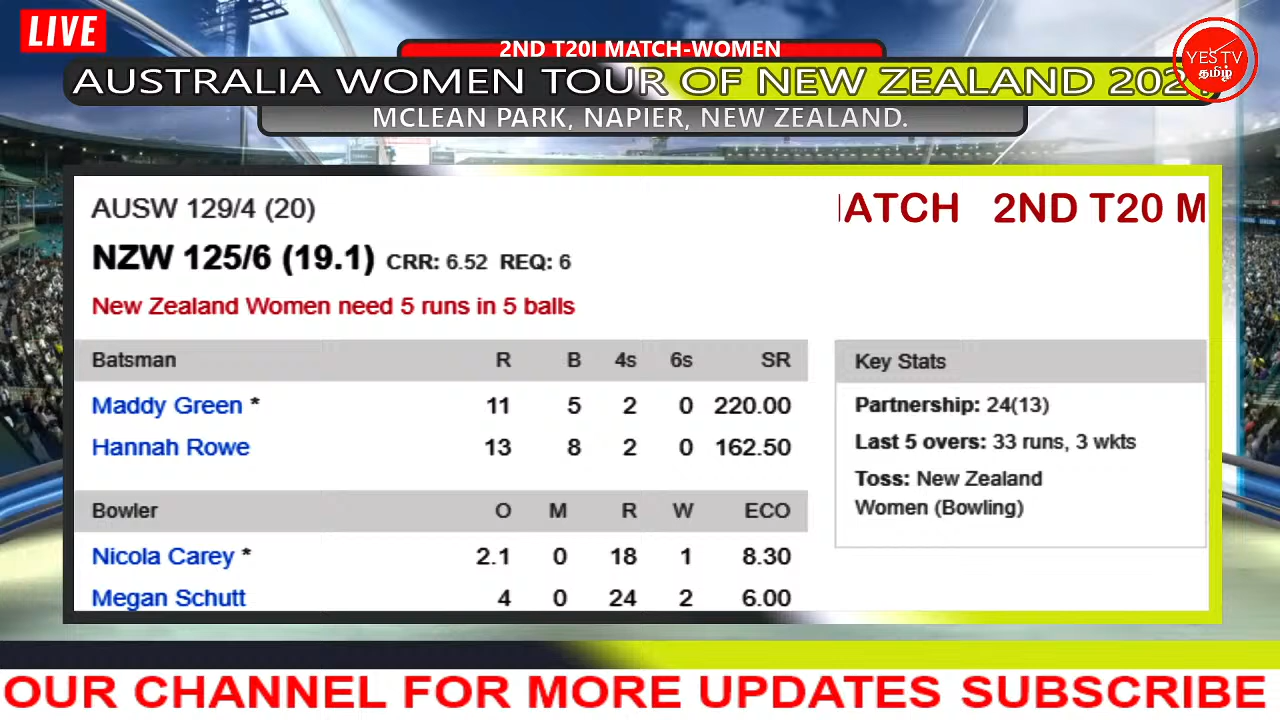 LIVE
2ND T20I MATCH-WOMEN
YES TV
தமிழ்
AUSTRALIA WOMEN TOUR OF NEW ZEALAND
MCLEAN PARK, NAPIER, NEW ZEALAND.
AUSW 129/4 (20)
MATCH 2ND T20 M
NZW 125/6 (19.1) CRR: 6.52 REQ: 6
New Zealand Women need 5 runs in 5 balls
Batsman R B 4s 6s SR
Maddy Green * 11 5 2 0 220.00
Hannah Rowe 13 8 2 0 162.50
Bowler O M R W ECO
Nicola Carey * 2.1 0 18 1 8.30
Megan Schutt 4 0 24 2 6.00
Key Stats
Partnership: 24(13)
Last 5 overs: 33 runs, 3 wkts
Toss: New Zealand
Women (Bowling)
OUR CHANNEL FOR MORE UPDATES SUBSCRIBE